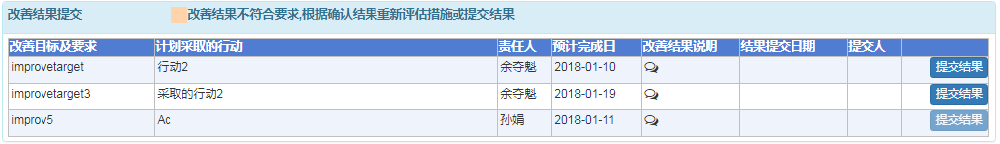 改善结果提交 改善结果不符合要求,根据确认结果重新评估措施或提交结果
改善目标及要求 计划采取的行动 责任人 预计完成日 改善结果说明 结果提交日期 提交人
improvetarget 行动2 余夺魁 2018-01-10 提交结果
improvetarget3 采取的行动2 余夺魁 2018-01-19 提交结果
improv5 Ac 孙娟 2018-01-11 提交结果